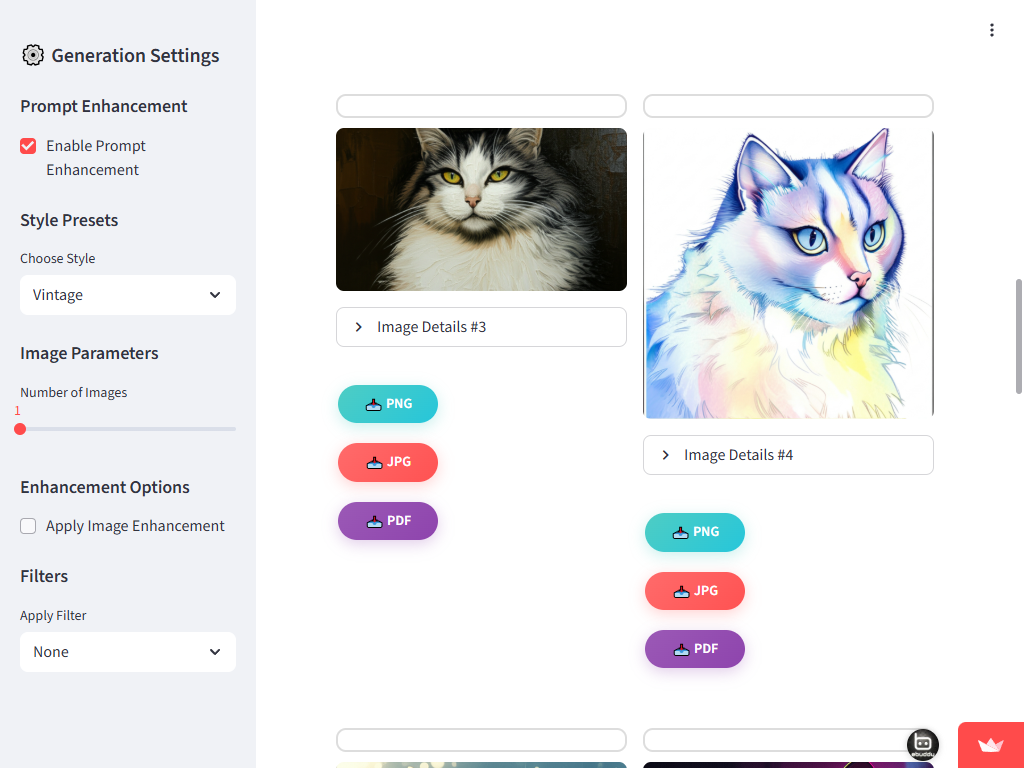 Generation Settings
Prompt Enhancement
Enable Prompt
Enhancement
Style Presets
Choose Style
Vintage
Image Parameters
Number of Images
1
Enhancement Options
Apply Image Enhancement
Filters
Apply Filter
None
Image Details #3
PNG
JPG
PDF
Image Details #4
PNG
JPG
PDF